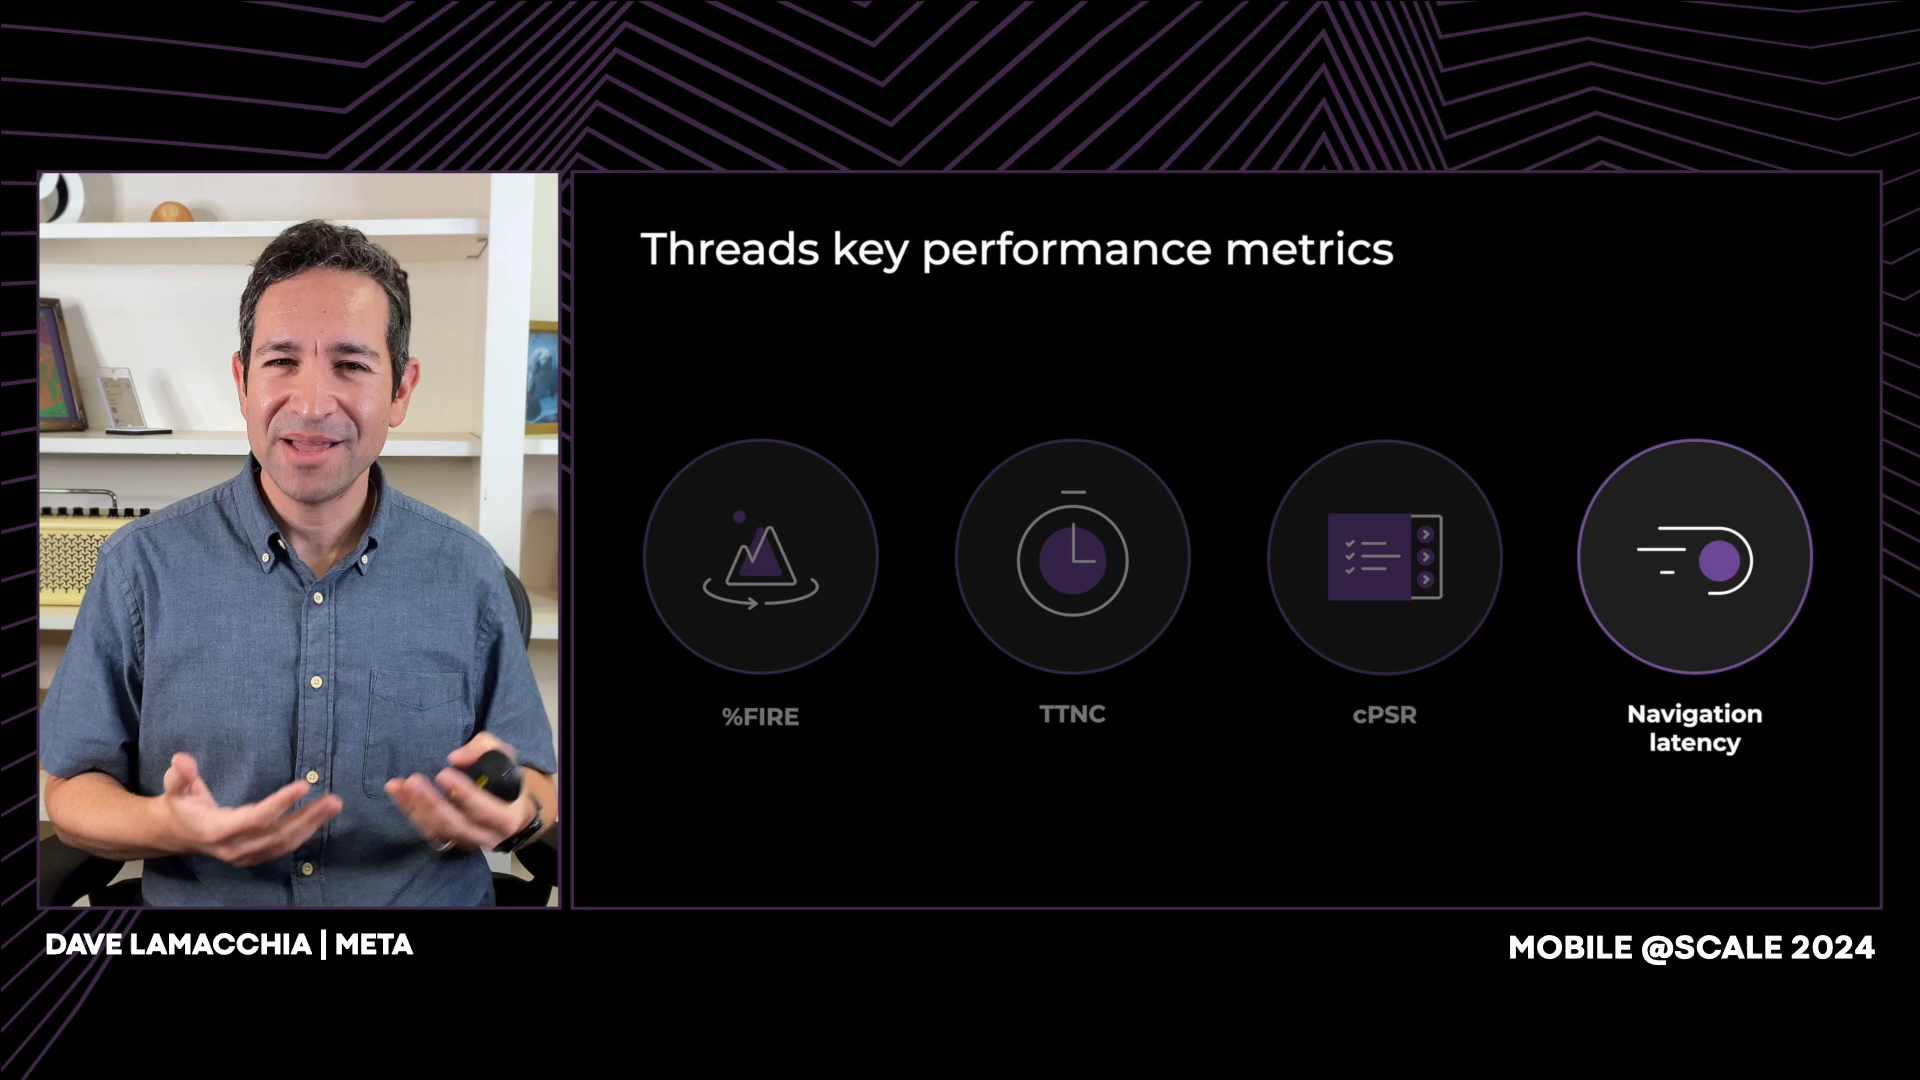 Threads key performance metrics
%FIRE
TTNC
cPSR
Navigation
latency
DAVE LAMACCHIA | META
MOBILE @SCALE 2024